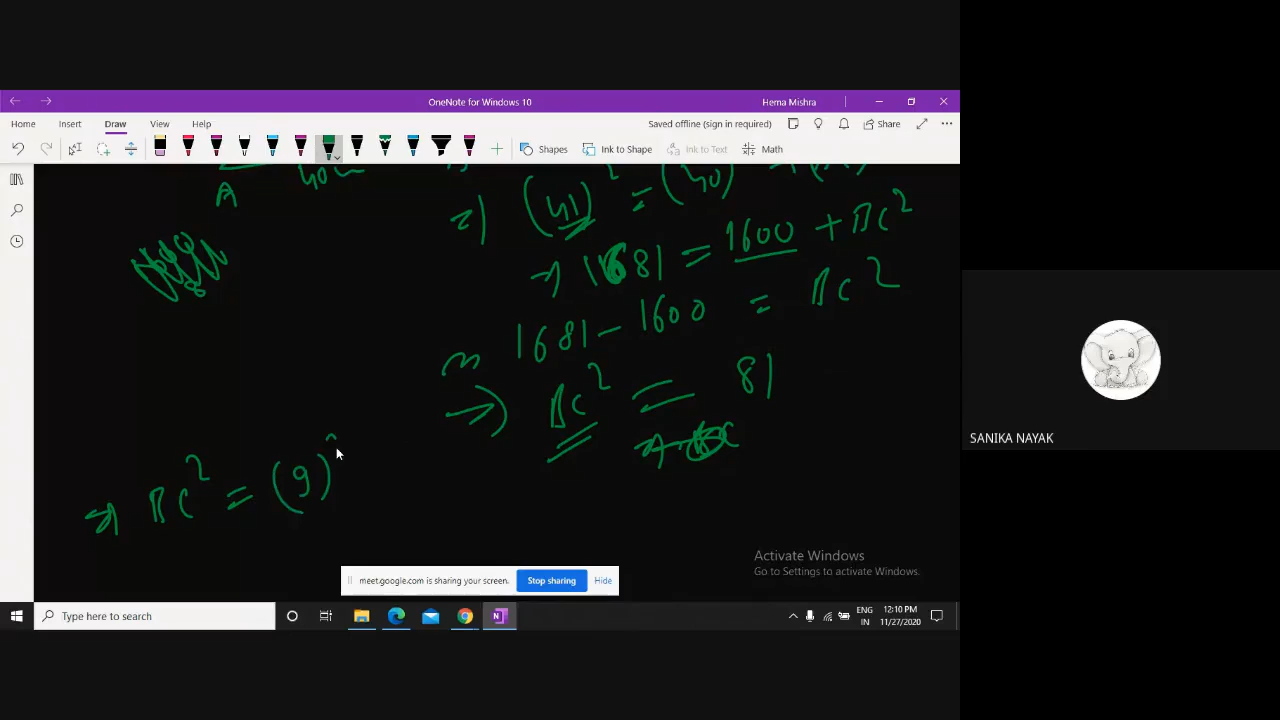 OneNote for Windows 10
Hema Mishra
Home Insert Draw View Help
Saved offline (sign in required)
Share
Shapes Ink to Shape Ink to Text Math
A
(41)² = (40)
⇒ 1681 = 1600 + BC²
1681 - 1600 = BC²
⇒ BC² = 81
⇒ BC² = (9)
SANIKA NAYAK
Activate Windows
Go to Settings to activate Windows.
meet.google.com is sharing your screen. Stop sharing Hide
Type here to search
ENG
IN
12:10 PM
11/27/2020